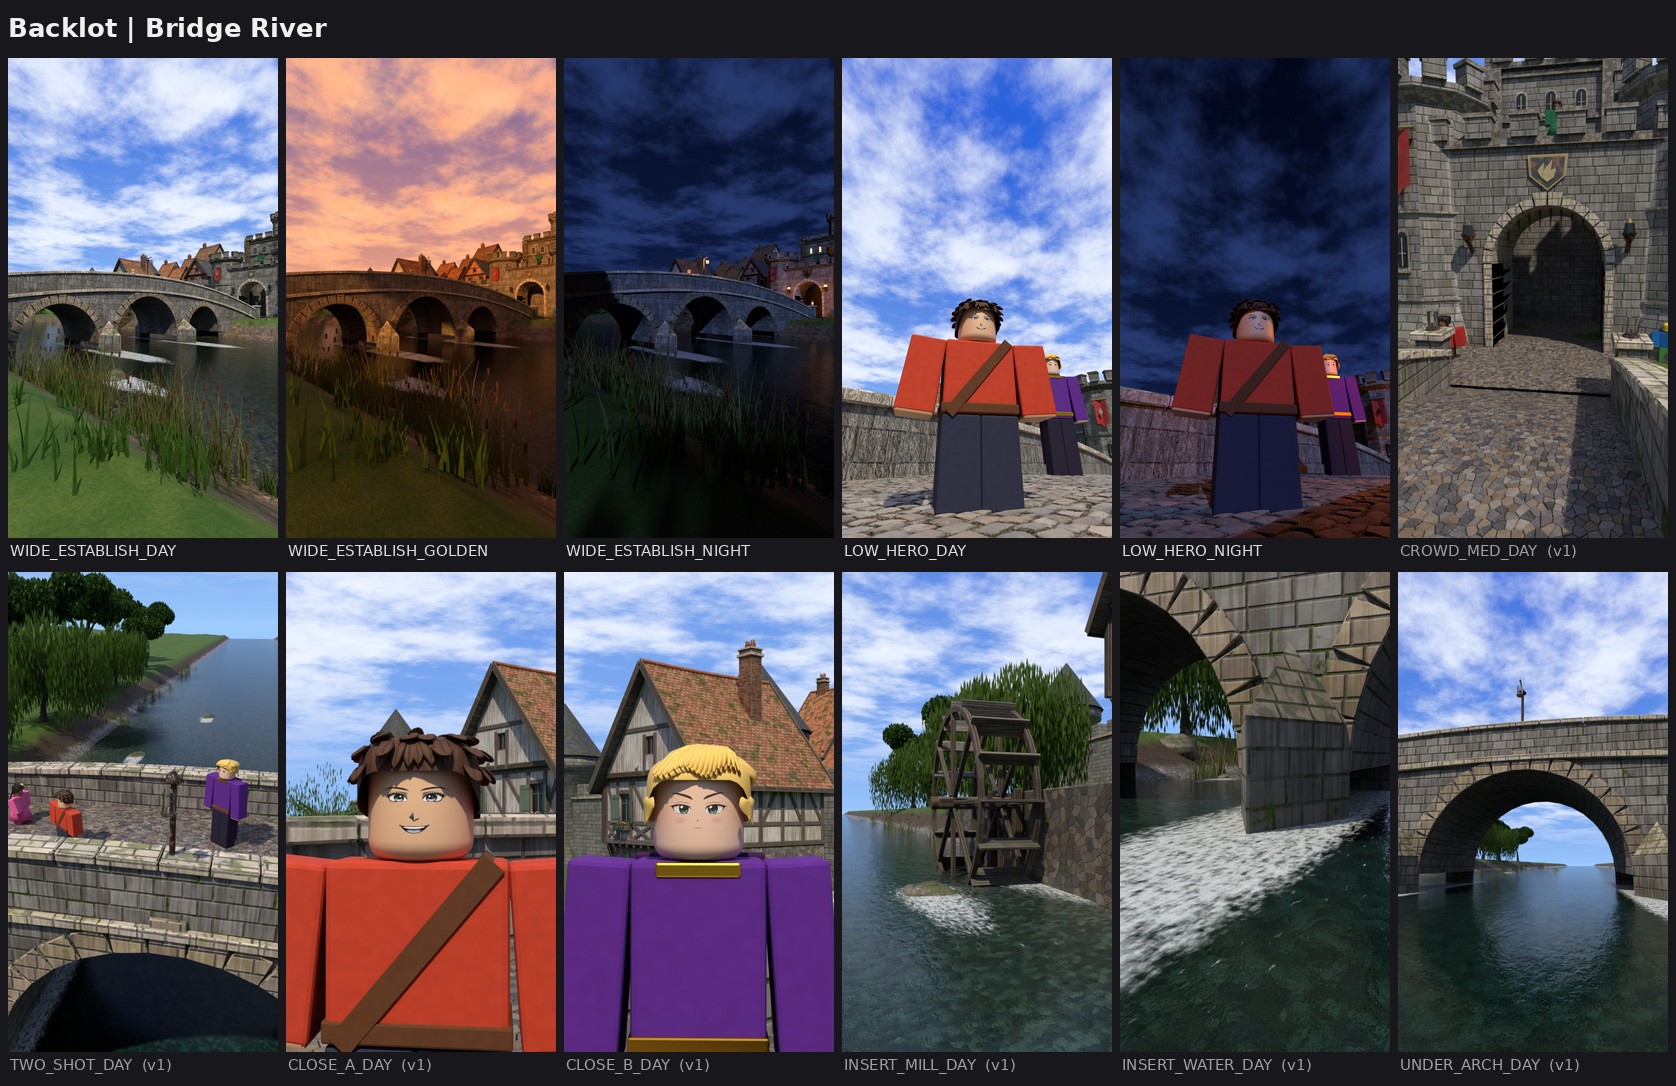 Backlot | Bridge River
WIDE_ESTABLISH_DAY
WIDE_ESTABLISH_GOLDEN
WIDE_ESTABLISH_NIGHT
LOW_HERO_DAY
LOW_HERO_NIGHT
CROWD_MED_DAY (v1)
TWO_SHOT_DAY (v1)
CLOSE_A_DAY (v1)
CLOSE_B_DAY (v1)
INSERT_MILL_DAY (v1)
INSERT_WATER_DAY (v1)
UNDER_ARCH_DAY (v1)